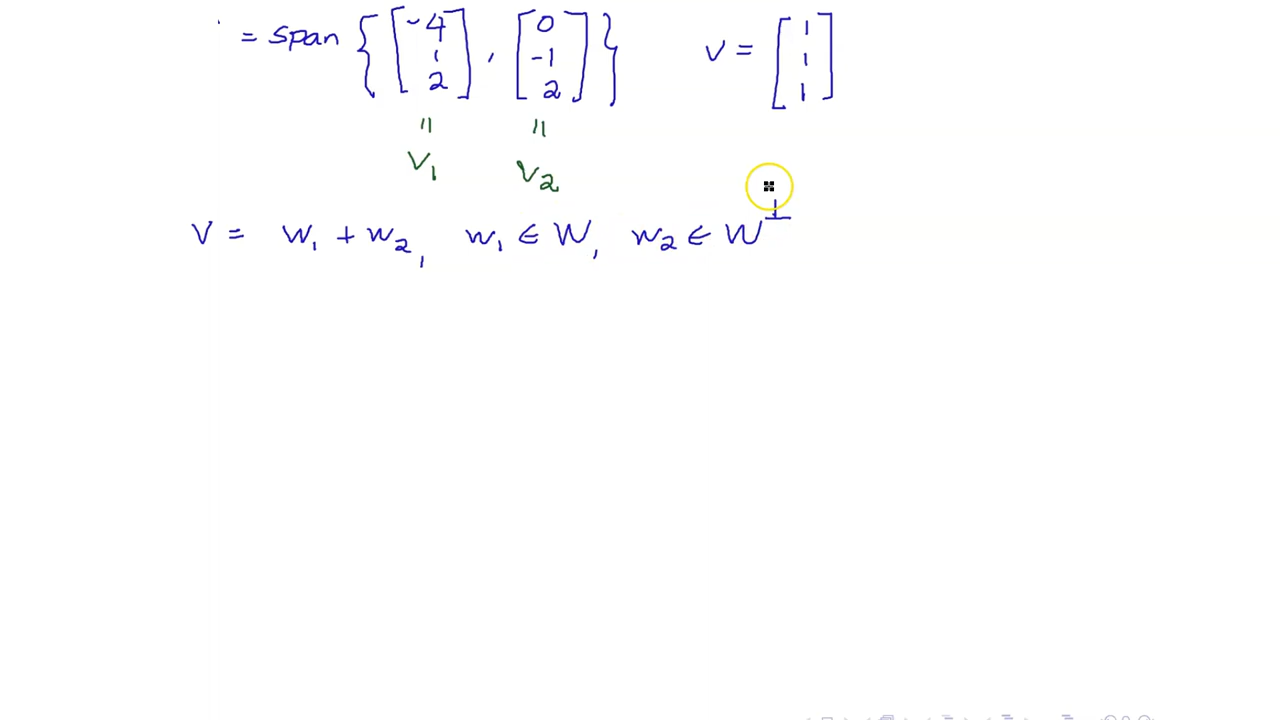 = span { [ -4 1 2 ] , [ 0 -1 2 ] } v = [ 1 1 1 ]
= =
V1 V2
V = W1 + W2, W1 ∈ W, W2 ∈ W⊥